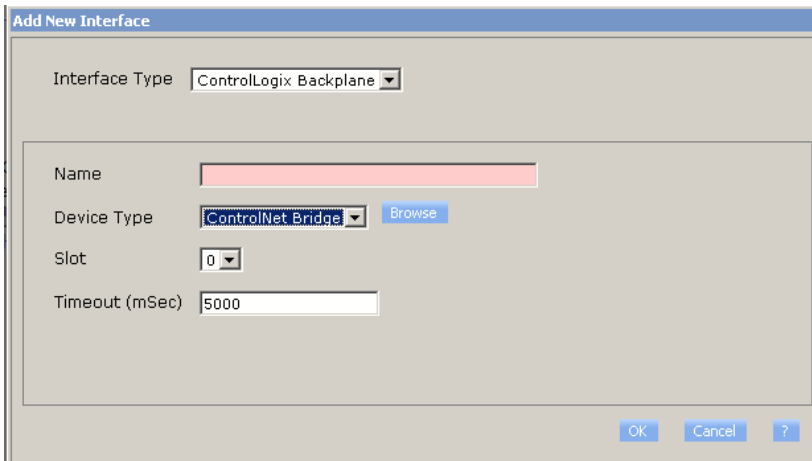 Add New Interface
Interface Type ControlLogix Backplane
Name
Device Type ControlNet Bridge Browse
Slot 0
Timeout (mSec) 5000
OK Cancel ?